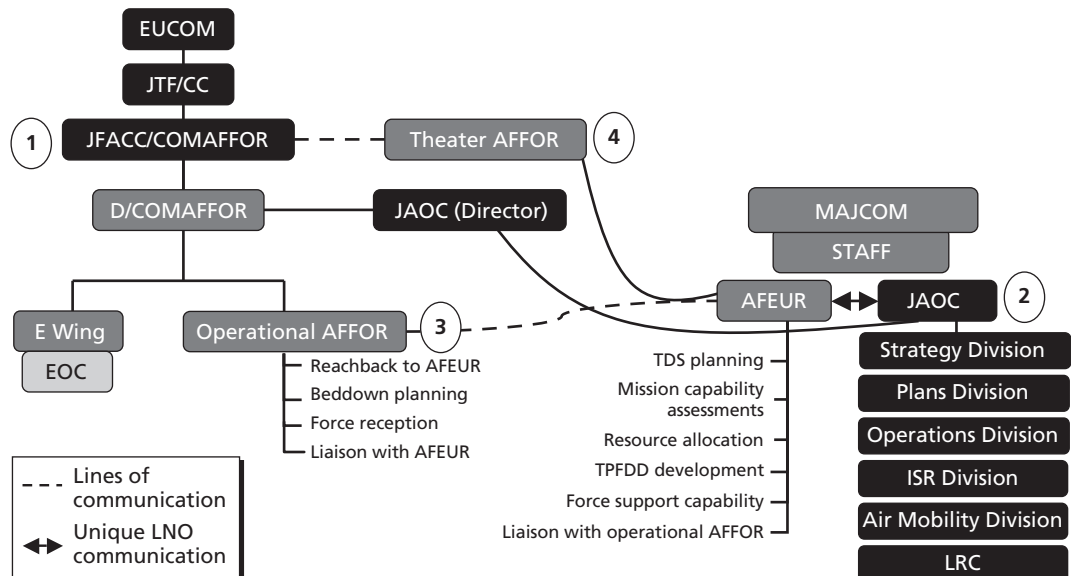 EUCOM
JTF/CC
1
JFACC/COMAFFOR
Theater AFFOR
4
D/COMAFFOR
JAOC (Director)
MAJCOM
STAFF
AFEUR
JAOC
2
E Wing
EOC
Operational AFFOR
3
Reachback to AFEUR
Beddown planning
Force reception
Liaison with AFEUR
TDS planning
Mission capability
assessments
Resource allocation
TPFDD development
Force support capability
Liaison with operational AFFOR
Strategy Division
Plans Division
Operations Division
ISR Division
Air Mobility Division
LRC
Lines of
communication
Unique LNO
communication